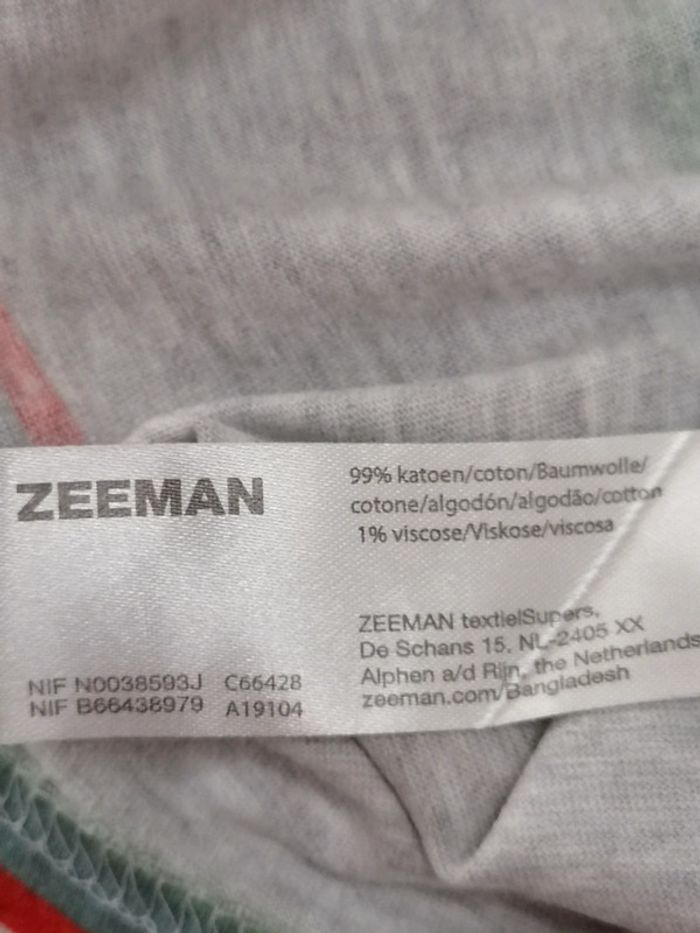 ZEEMAN
99% katoen/coton/Baumwolle/
cotone/algodón/algodão/cotton
1% viscose/Viskose/viscosa
ZEEMAN textielSupers,
De Schans 15, NL-2405 XX
Alphen a/d Rijn, the Netherlands
zeeman.com/Bangladesh
NIF N0038593J C66428
NIF B66438979 A19104